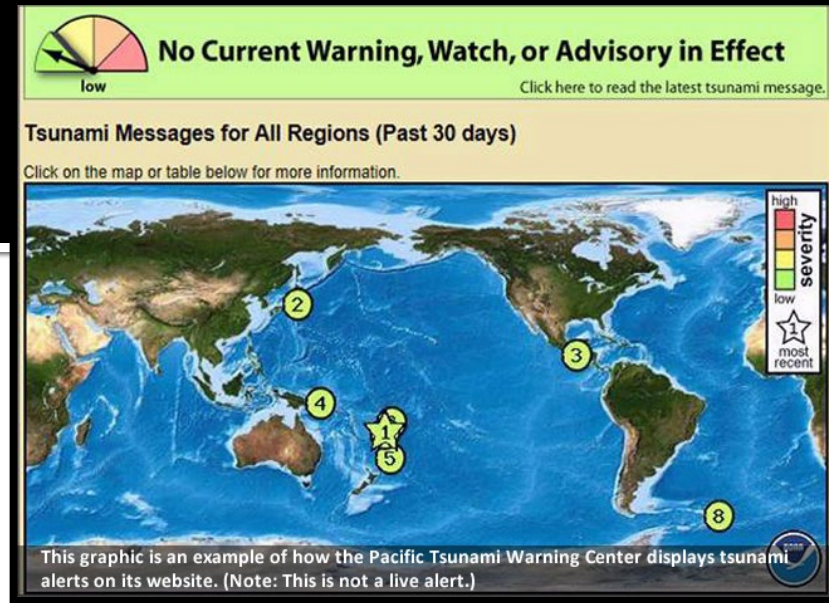 No Current Warning, Watch, or Advisory in Effect
low
Click here to read the latest tsunami message.
Tsunami Messages for All Regions (Past 30 days)
Click on the map or table below for more information.
high
severity
low
1
most
recent
2
3
4
1
5
8
This graphic is an example of how the Pacific Tsunami Warning Center displays tsunami
alerts on its website. (Note: This is not a live alert.)